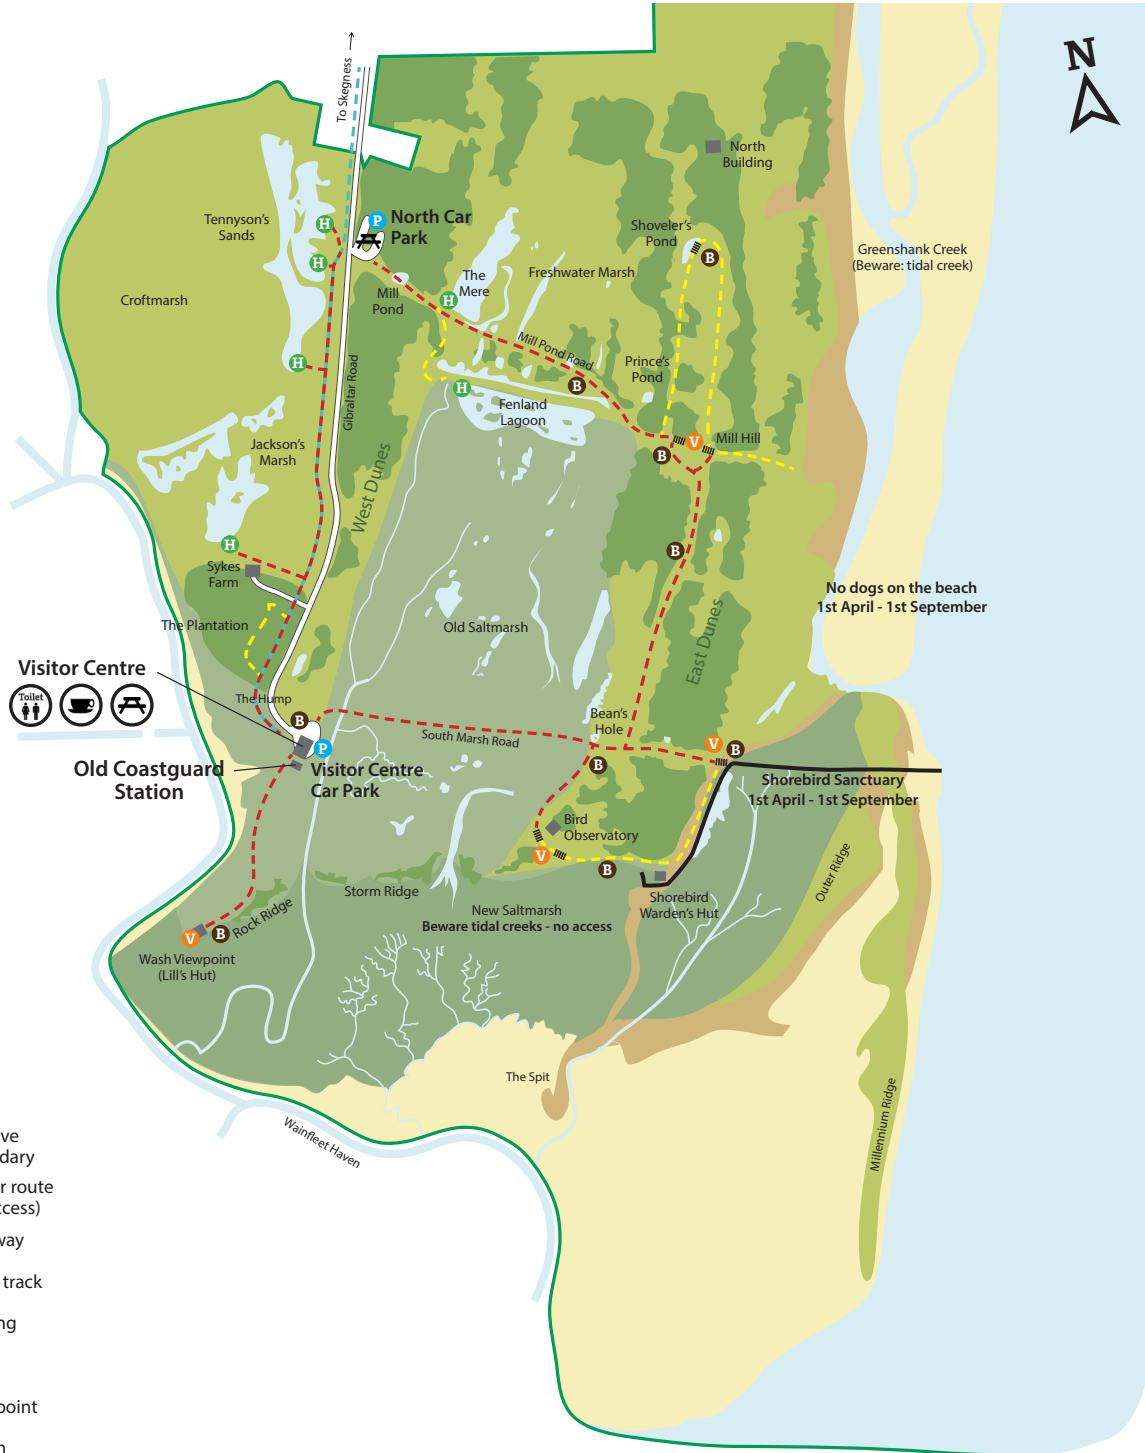 N
To Skegness
North
Building
Tennyson's
Sands
H
P
North Car
Park
Shoveler's
Pond
B
Greenshank Creek
(Beware: tidal creek)
H
The
Mere
Freshwater Marsh
Croftmarsh
Mill
Pond
H
Mill Pond Road
H
Gibraltar Road
Prince's
Pond
H
B
Fenland
Lagoon
Jackson's
Marsh
V
Mill Hill
B
West Dunes
H
B
Sykes
Farm
No dogs on the beach
1st April - 1st September
The Plantation
Old Saltmarsh
East Dunes
Visitor Centre
Toilet
The Hump
B
Bean's
Hole
South Marsh Road
P
V
B
Old Coastguard
Station
Visitor Centre
Car Park
B
Shorebird Sanctuary
1st April - 1st September
Bird
Observatory
V
B
Outer Ridge
Storm Ridge
Shorebird
Warden's Hut
New Saltmarsh
Beware tidal creeks - no access
Rock Ridge
V
B
Wash Viewpoint
(Lill's Hut)
The Spit
Millennium Ridge
Wainfleet Haven
ve
dary
r route
cess)
way
track
ng
point